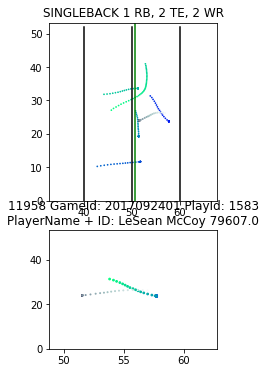 SINGLEBACK 1 RB, 2 TE, 2 WR
50
40
30
20
10
0
40 50 60
11958 GameId: 2017092401 PlayId: 1583
PlayerName + ID: LeSean McCoy 79607.0
40
20
0
50 55 60